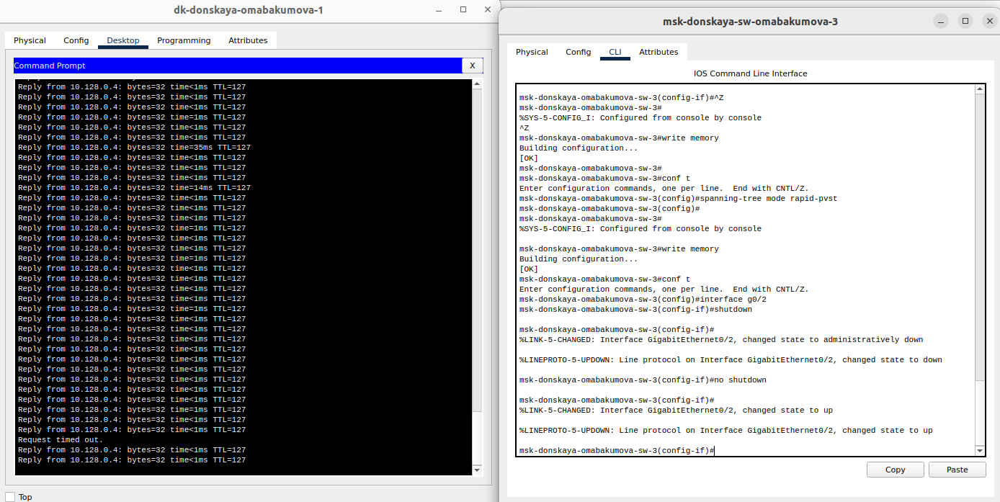 dk-donskaya-omabakumova-1
Physical Config Desktop Programming Attributes
Command Prompt
X
Reply from 10.128.0.4: bytes=32 time<1ms TTL=127
Reply from 10.128.0.4: bytes=32 time<1ms TTL=127
Reply from 10.128.0.4: bytes=32 time<1ms TTL=127
Reply from 10.128.0.4: bytes=32 time=1ms TTL=127
Reply from 10.128.0.4: bytes=32 time<1ms TTL=127
Reply from 10.128.0.4: bytes=32 time<1ms TTL=127
Reply from 10.128.0.4: bytes=32 time=35ms TTL=127
Reply from 10.128.0.4: bytes=32 time<1ms TTL=127
Reply from 10.128.0.4: bytes=32 time<1ms TTL=127
Reply from 10.128.0.4: bytes=32 time<1ms TTL=127
Reply from 10.128.0.4: bytes=32 time=14ms TTL=127
Reply from 10.128.0.4: bytes=32 time<1ms TTL=127
Reply from 10.128.0.4: bytes=32 time<1ms TTL=127
Reply from 10.128.0.4: bytes=32 time<1ms TTL=127
Reply from 10.128.0.4: bytes=32 time=1ms TTL=127
Reply from 10.128.0.4: bytes=32 time<1ms TTL=127
Reply from 10.128.0.4: bytes=32 time<1ms TTL=127
Reply from 10.128.0.4: bytes=32 time<1ms TTL=127
Reply from 10.128.0.4: bytes=32 time<1ms TTL=127
Reply from 10.128.0.4: bytes=32 time<1ms TTL=127
Reply from 10.128.0.4: bytes=32 time<1ms TTL=127
Reply from 10.128.0.4: bytes=32 time<1ms TTL=127
Reply from 10.128.0.4: bytes=32 time=1ms TTL=127
Reply from 10.128.0.4: bytes=32 time<1ms TTL=127
Reply from 10.128.0.4: bytes=32 time<1ms TTL=127
Reply from 10.128.0.4: bytes=32 time<1ms TTL=127
Reply from 10.128.0.4: bytes=32 time<1ms TTL=127
Reply from 10.128.0.4: bytes=32 time<1ms TTL=127
Reply from 10.128.0.4: bytes=32 time<1ms TTL=127
Reply from 10.128.0.4: bytes=32 time<1ms TTL=127
Reply from 10.128.0.4: bytes=32 time<1ms TTL=127
Reply from 10.128.0.4: bytes=32 time<1ms TTL=127
Reply from 10.128.0.4: bytes=32 time=1ms TTL=127
Reply from 10.128.0.4: bytes=32 time<1ms TTL=127
Reply from 10.128.0.4: bytes=32 time<1ms TTL=127
Request timed out.
Reply from 10.128.0.4: bytes=32 time<1ms TTL=127
Reply from 10.128.0.4: bytes=32 time<1ms TTL=127
Top
msk-donskaya-sw-omabakumova-3
Physical Config CLI Attributes
IOS Command Line Interface
msk-donskaya-omabakumova-sw-3(config-if)#^Z
msk-donskaya-omabakumova-sw-3#
%SYS-5-CONFIG_I: Configured from console by console
^Z
msk-donskaya-omabakumova-sw-3#write memory
Building configuration...
[OK]
msk-donskaya-omabakumova-sw-3#
msk-donskaya-omabakumova-sw-3#conf t
Enter configuration commands, one per line.  End with CNTL/Z.
msk-donskaya-omabakumova-sw-3(config)#spanning-tree mode rapid-pvst
msk-donskaya-omabakumova-sw-3(config)#
msk-donskaya-omabakumova-sw-3#
%SYS-5-CONFIG_I: Configured from console by console
msk-donskaya-omabakumova-sw-3#write memory
Building configuration...
[OK]
msk-donskaya-omabakumova-sw-3#conf t
Enter configuration commands, one per line.  End with CNTL/Z.
msk-donskaya-omabakumova-sw-3(config)#interface g0/2
msk-donskaya-omabakumova-sw-3(config-if)#shutdown
msk-donskaya-omabakumova-sw-3(config-if)#
%LINK-5-CHANGED: Interface GigabitEthernet0/2, changed state to administratively down
%LINEPROTO-5-UPDOWN: Line protocol on Interface GigabitEthernet0/2, changed state to down
msk-donskaya-omabakumova-sw-3(config-if)#no shutdown
msk-donskaya-omabakumova-sw-3(config-if)#
%LINK-5-CHANGED: Interface GigabitEthernet0/2, changed state to up
%LINEPROTO-5-UPDOWN: Line protocol on Interface GigabitEthernet0/2, changed state to up
msk-donskaya-omabakumova-sw-3(config-if)#
Copy Paste